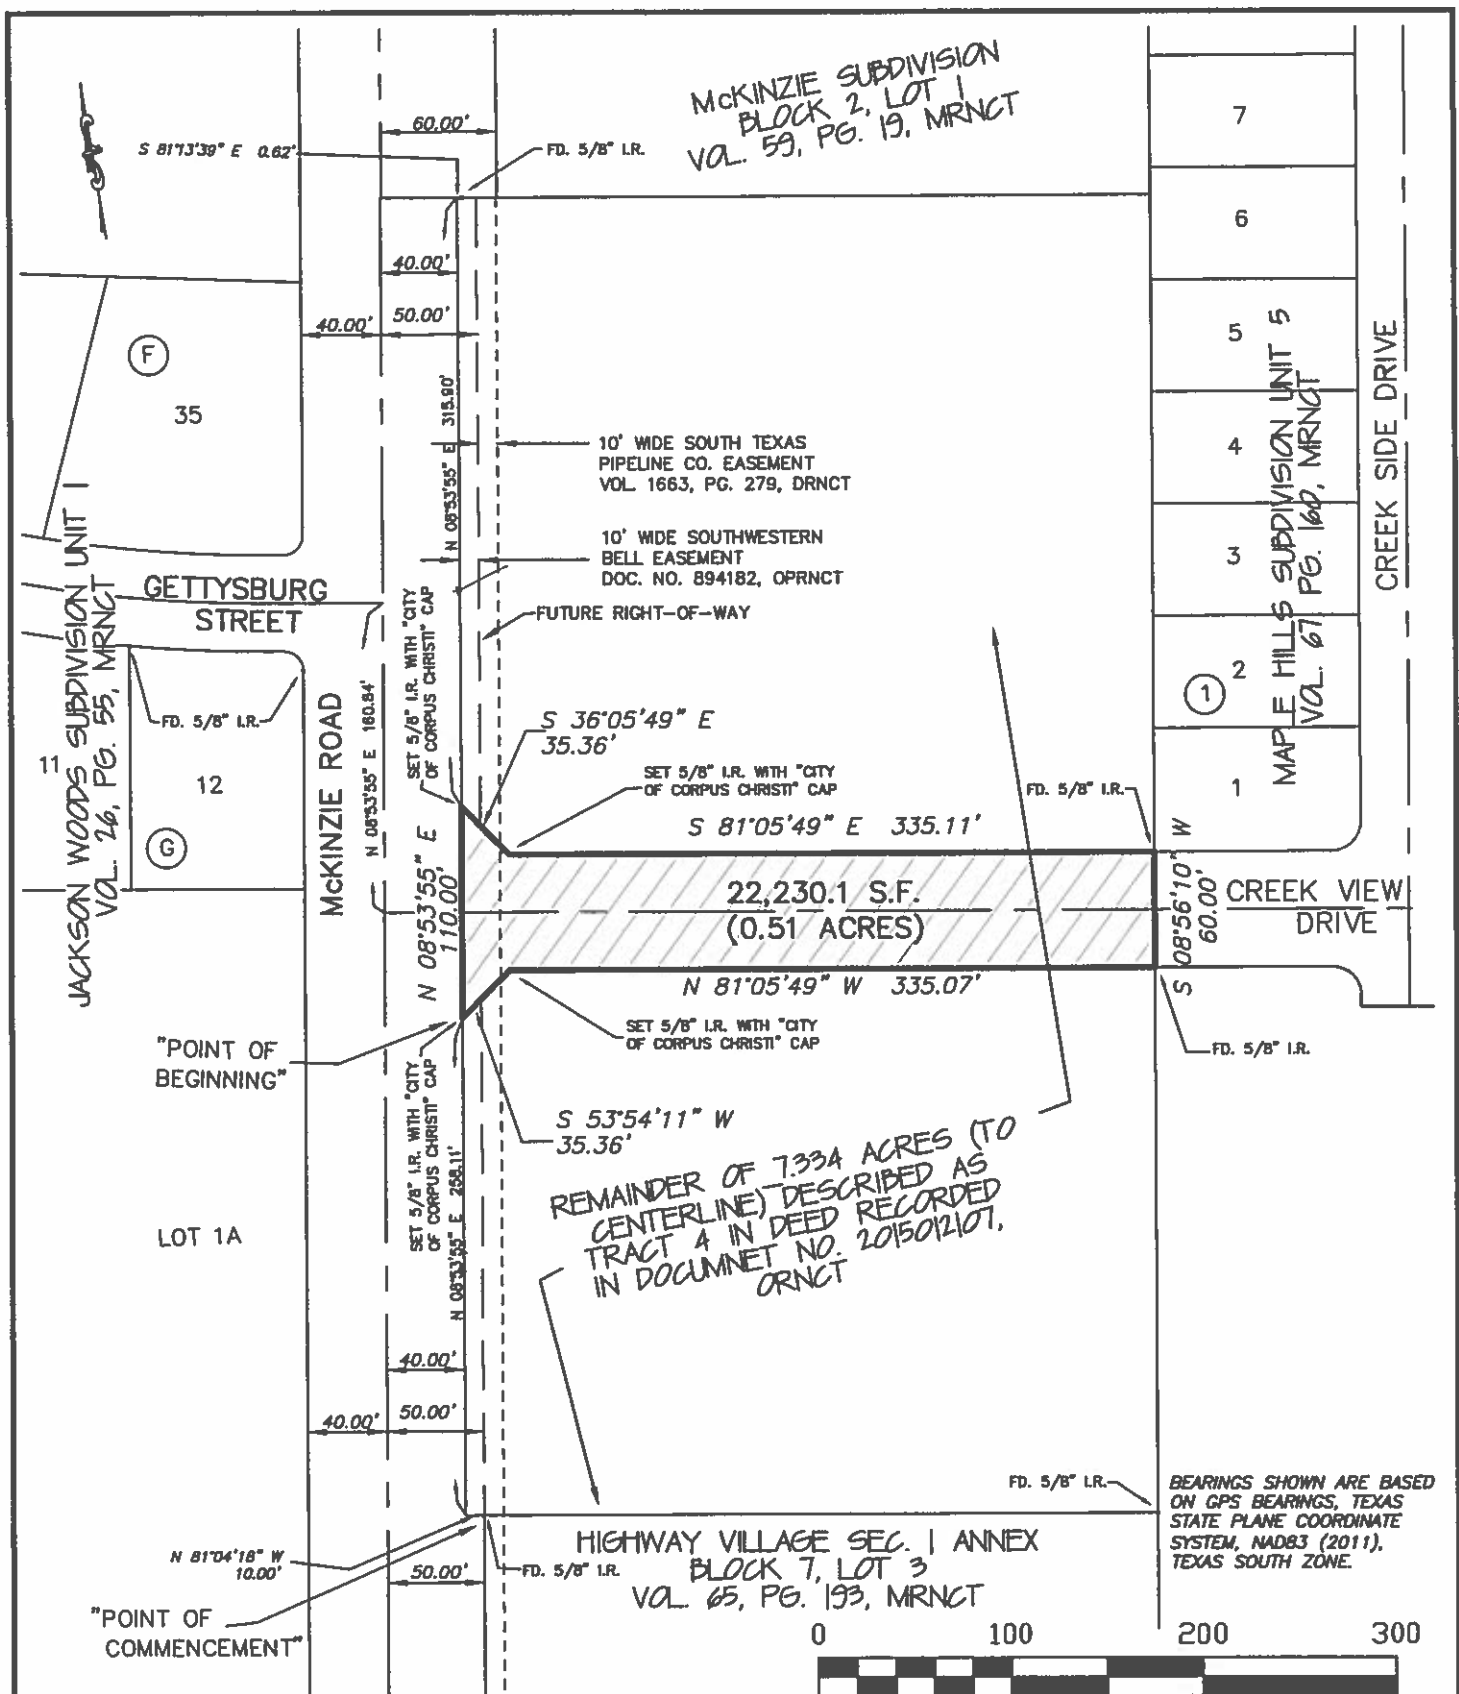 McKINZIE SUBDIVISION
BLOCK 2, LOT 1
VOL. 59, PG. 19, MRNCT
60.00'
S 81°13'39" E 0.62'
FD. 5/8" I.R.
7
6
5
4
3
2
1
1
40.00'
50.00'
40.00'
F
35
N 08°53'55" E 315.90'
10' WIDE SOUTH TEXAS
PIPELINE CO. EASEMENT
VOL. 1663, PG. 279, DRNCT
10' WIDE SOUTHWESTERN
BELL EASEMENT
DOC. NO. 894182, OPRNCT
FUTURE RIGHT-OF-WAY
MAPLE HILLS SUBDIVISION UNIT 5
VOL. 67, PG. 160, MRNCT
CREEK SIDE DRIVE
JACKSON WOODS SUBDIVISION UNIT 1
VOL. 26, PG. 55, MRNCT
GETTYSBURG
STREET
FD. 5/8" I.R.
11
12
G
McKINZIE ROAD
N 08°53'55" E 160.84'
SET 5/8" I.R. WITH "CITY
OF CORPUS CHRISTI" CAP
S 36°05'49" E
35.36'
SET 5/8" I.R. WITH "CITY
OF CORPUS CHRISTI" CAP
FD. 5/8" I.R.
S 81°05'49" E 335.11'
N 08°53'55" E
110.00'
22,230.1 S.F.
(0.51 ACRES)
S 08°56'10" W
60.00'
CREEK VIEW
DRIVE
N 81°05'49" W 335.07'
SET 5/8" I.R. WITH "CITY
OF CORPUS CHRISTI" CAP
FD. 5/8" I.R.
"POINT OF
BEGINNING"
SET 5/8" I.R. WITH "CITY
OF CORPUS CHRISTI" CAP
N 08°53'55" E 258.11'
S 53°54'11" W
35.36'
REMAINDER OF 7.334 ACRES (TO
CENTERLINE) DESCRIBED AS
TRACT 4 IN DEED RECORDED
IN DOCUMNET NO. 2015012107,
ORNCT
LOT 1A
40.00'
50.00'
40.00'
FD. 5/8" I.R.
BEARINGS SHOWN ARE BASED
ON GPS BEARINGS, TEXAS
STATE PLANE COORDINATE
SYSTEM, NAD83 (2011),
TEXAS SOUTH ZONE.
N 81°04'18" W
10.00'
50.00'
FD. 5/8" I.R.
HIGHWAY VILLAGE SEC. 1 ANNEX
BLOCK 7, LOT 3
VOL. 65, PG. 193, MRNCT
"POINT OF
COMMENCEMENT"
0 100 200 300